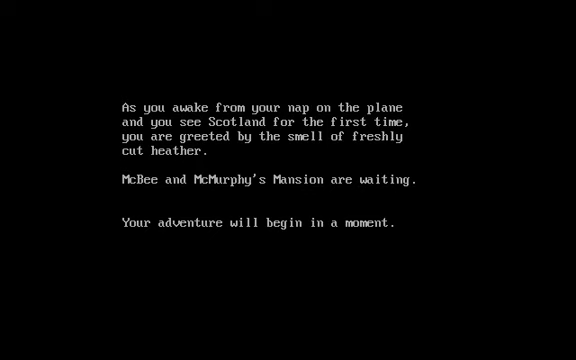 As you awake from your nap on the plane
and you see Scotland for the first time,
you are greeted by the smell of freshly
cut heather.
McBee and McMurphy's Mansion are waiting.
Your adventure will begin in a moment.